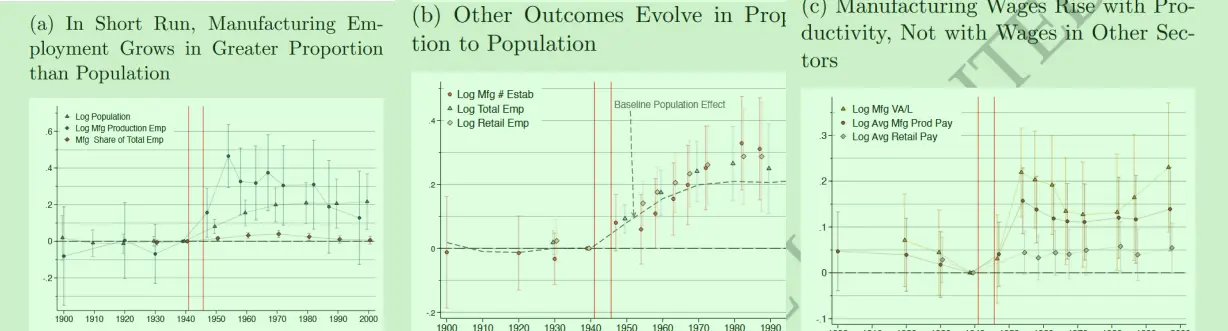 (a) In Short Run, Manufacturing Em-
ployment Grows in Greater Proportion
than Population
Log Population
Log Mfg Production Emp
Mfg Share of Total Emp
.6
.4
.2
0
-.2
1900 1910 1920 1930 1940 1950 1960 1970 1980 1990 2000
(b) Other Outcomes Evolve in Prop
tion to Population
Log Mfg # Estab
Log Total Emp
Log Retail Emp
Baseline Population Effect
.4
.2
0
-.2
1900 1910 1920 1930 1940 1950 1960 1970 1980 1990
(c) Manufacturing Wages Rise with Pro-
ductivity, Not with Wages in Other Sec-
tors
Log Mfg VA/L
Log Avg Mfg Prod Pay
Log Avg Retail Pay
.3
.2
.1
0
-.1